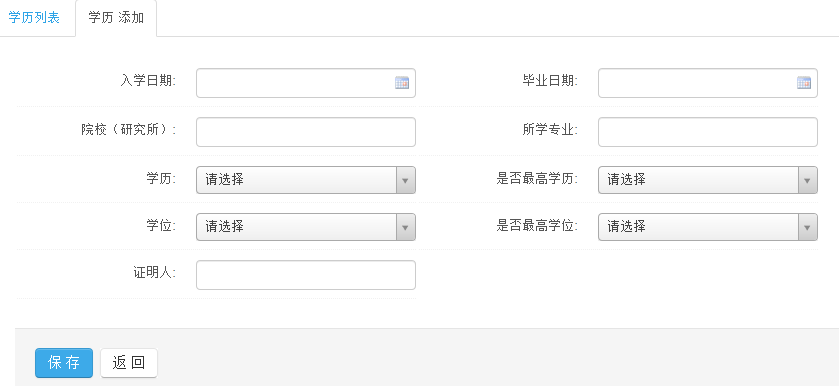 学历列表 学历 添加
入学日期: 毕业日期:
院校（研究所）: 所学专业:
学历: 请选择 是否最高学历: 请选择
学位: 请选择 是否最高学位: 请选择
证明人:
保 存 返 回